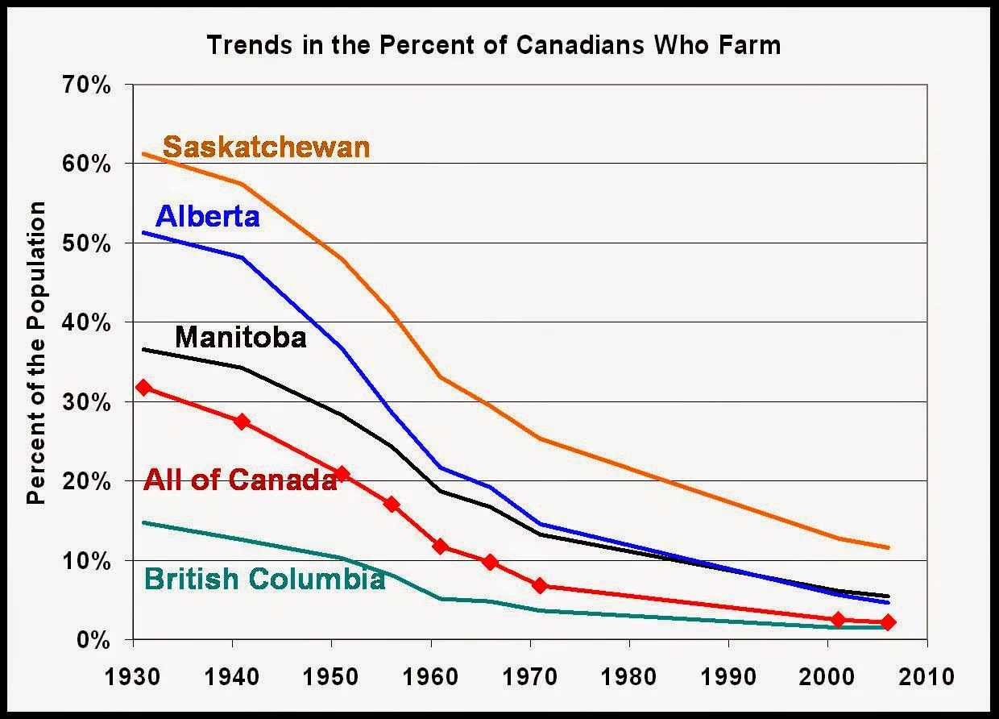 Trends in the Percent of Canadians Who Farm
70%
Saskatchewan
60%
Alberta
50%
40%
Manitoba
30%
All of Canada
20%
10%
British Columbia
0%
Percent of the Population
1930 1940 1950 1960 1970 1980 1990 2000 2010